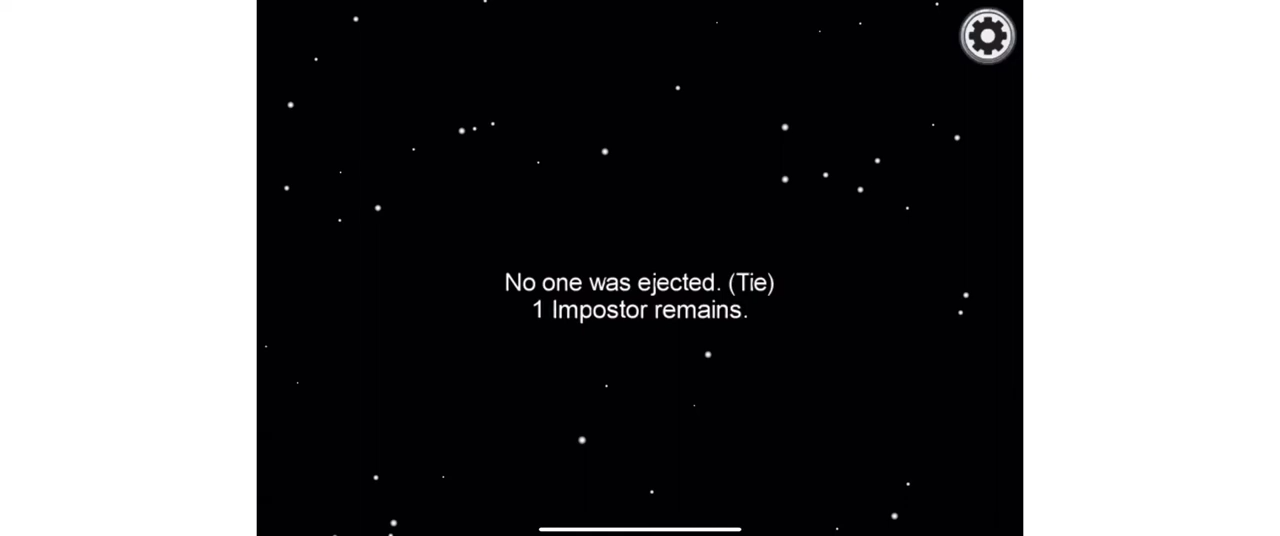 No one was ejected. (Tie)
1 Impostor remains.